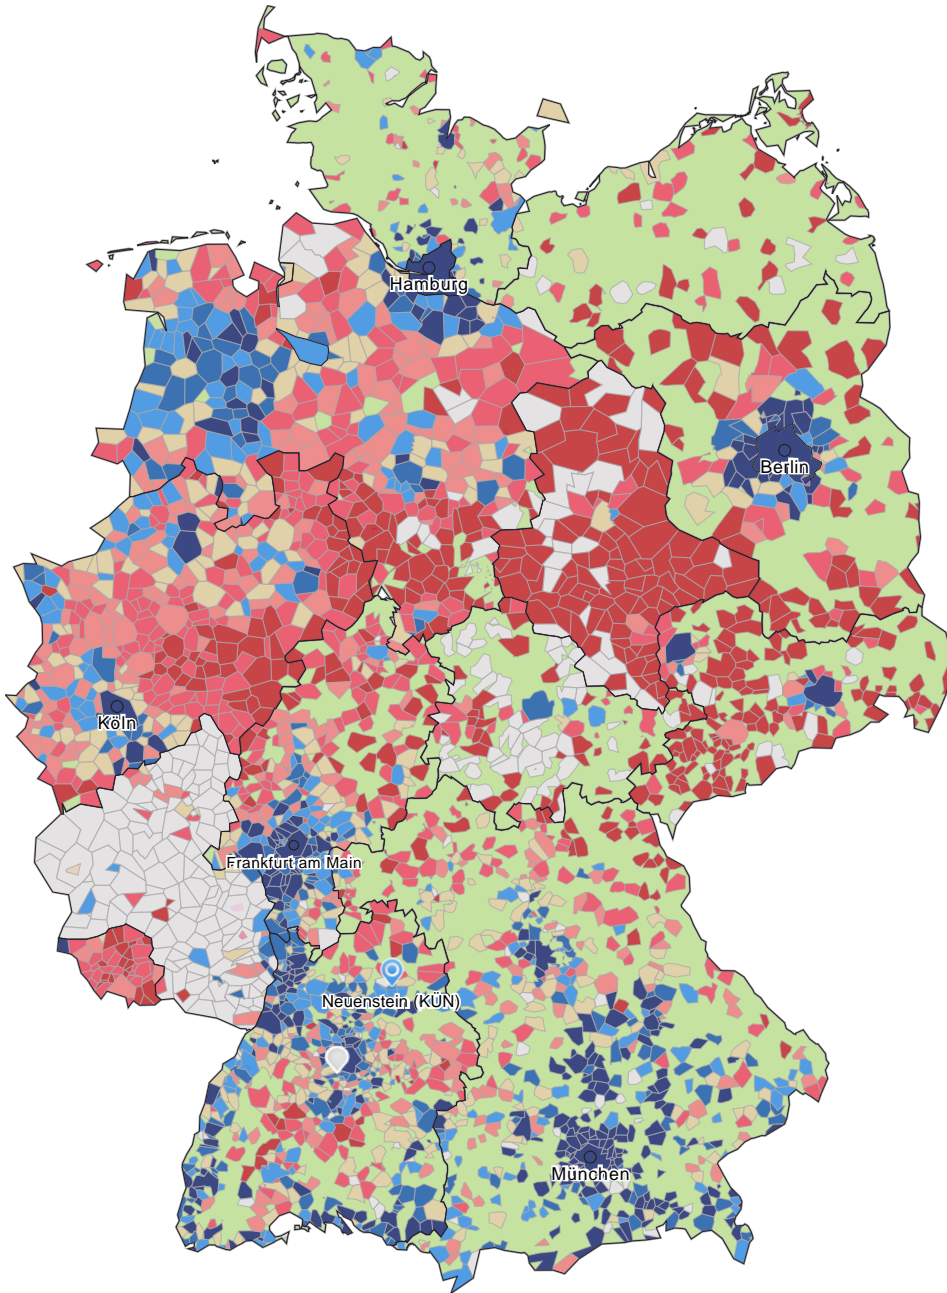 Hamburg
Berlin
Köln
Frankfurt am Main
Neuenstein (KÜN)
München